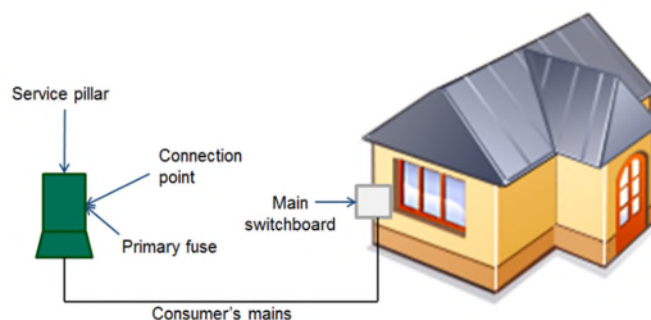 Service pillar
Connection
point
Primary fuse
Main
switchboard
Consumer's mains